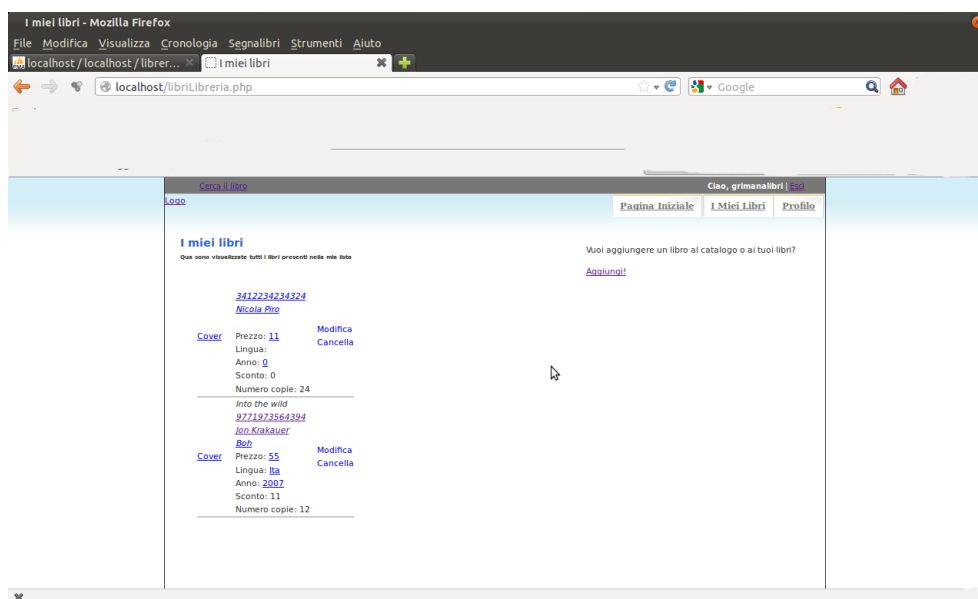 I miei libri - Mozilla Firefox
File Modifica Visualizza Cronologia Segnalibri Strumenti Aiuto
localhost / localhost / librer... I miei libri
localhost/libriLibreria.php Google
Cerca il libro Ciao, grimanalibri | Esci
Logo
Pagina Iniziale I Miei Libri Profilo
I miei libri
Qua sono visualizzate tutti i libri presenti nella mia lista
Vuoi aggiungere un libro al catalogo o ai tuoi libri?
Aggiungi!
3412234234324
Nicola Piro
Cover Prezzo: 11
Lingua:
Anno: 0
Sconto: 0
Numero copie: 24
Modifica
Cancella
Into the wild
9771973564394
Jon Krakauer
Boh
Cover Prezzo: 55
Lingua: Ita
Anno: 2007
Sconto: 11
Numero copie: 12
Modifica
Cancella